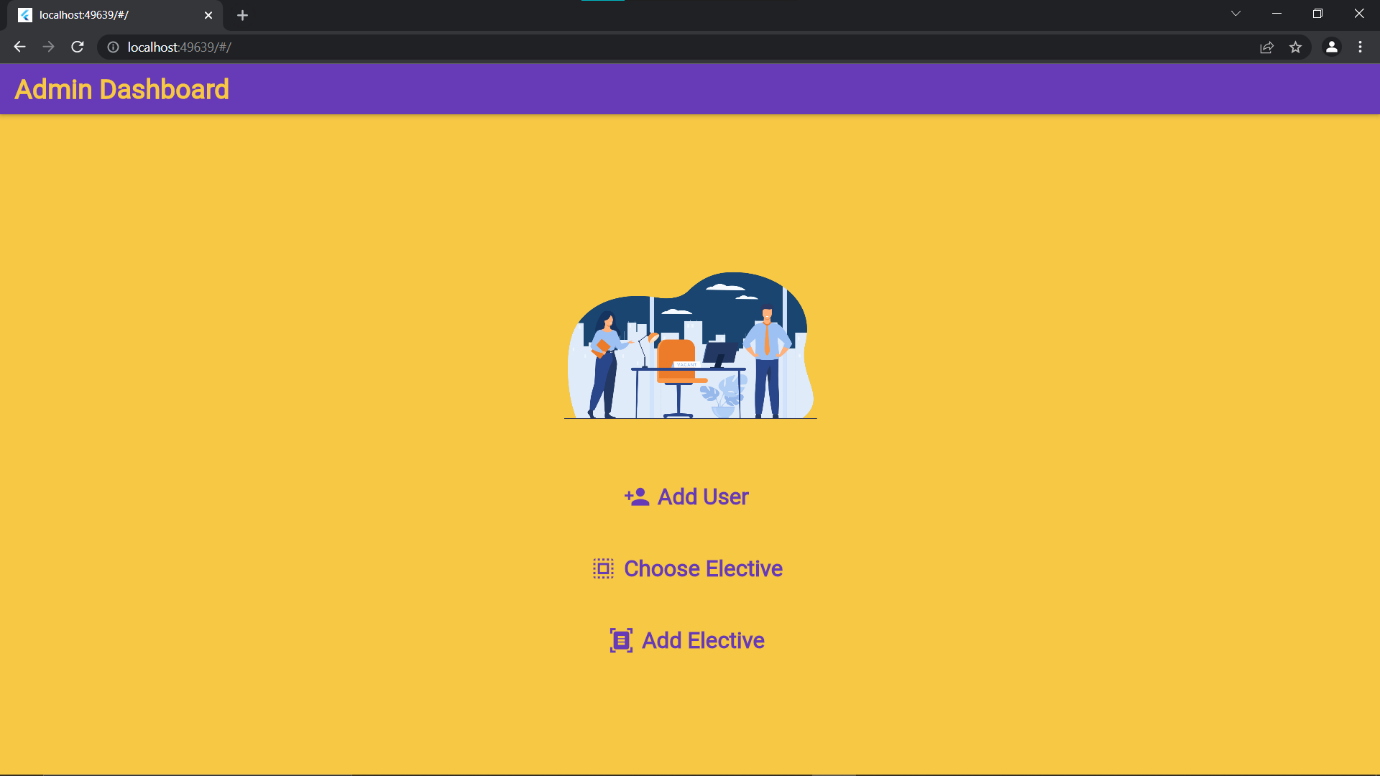 localhost:49639/#/
localhost:49639/#/
Admin Dashboard
Add User
Choose Elective
Add Elective